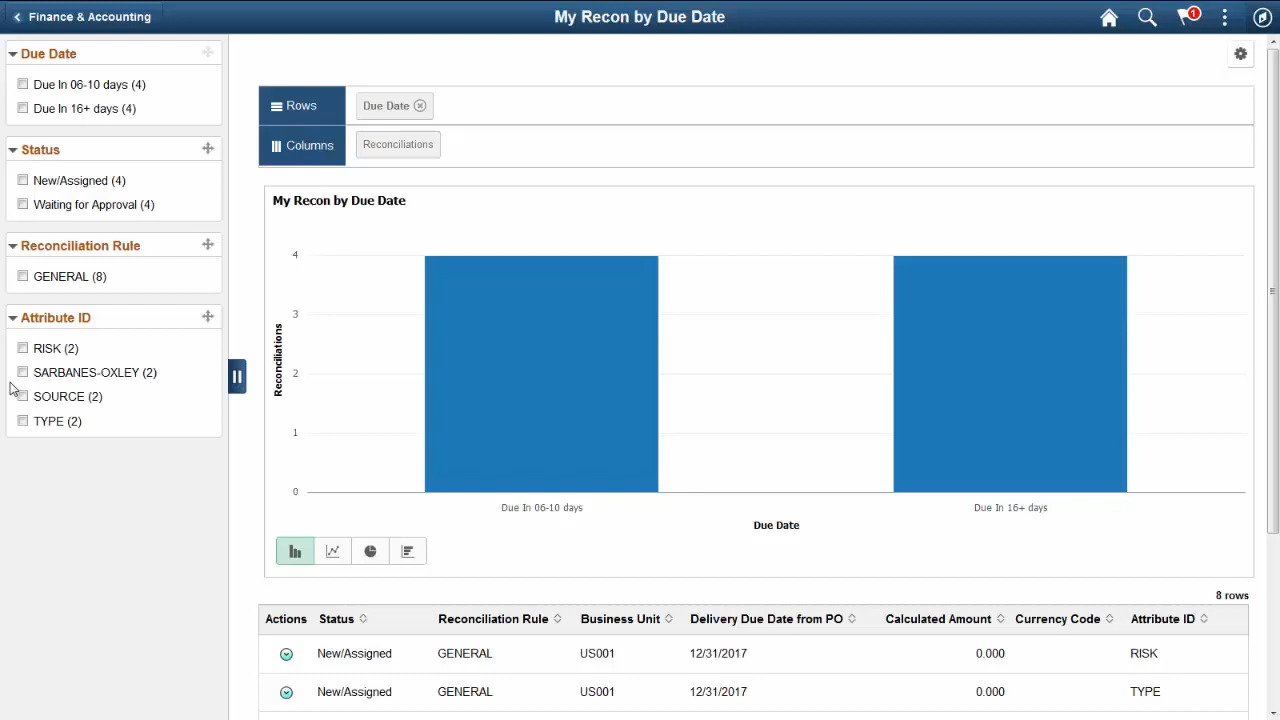 Finance & Accounting
My Recon by Due Date
1
Due Date
Due In 06-10 days (4)
Due In 16+ days (4)
Status
New/Assigned (4)
Waiting for Approval (4)
Reconciliation Rule
GENERAL (8)
Attribute ID
RISK (2)
SARBANES-OXLEY (2)
SOURCE (2)
TYPE (2)
Rows
Due Date
Columns
Reconciliations
My Recon by Due Date
4
3
2
1
0
Reconciliations
Due In 06-10 days
Due In 16+ days
Due Date
8 rows
Actions Status Reconciliation Rule Business Unit Delivery Due Date from PO Calculated Amount Currency Code Attribute ID
New/Assigned GENERAL US001 12/31/2017 0.000 RISK
New/Assigned GENERAL US001 12/31/2017 0.000 TYPE